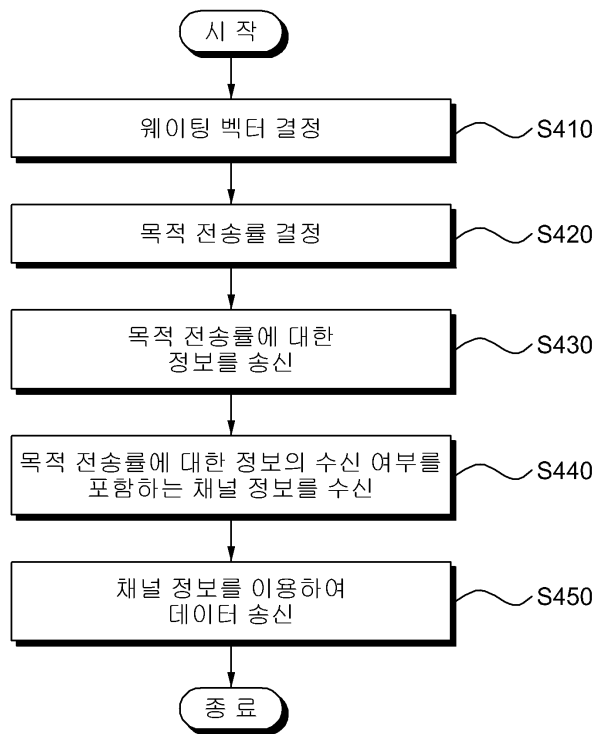 시 작
웨이팅 벡터 결정
S410
목적 전송률 결정
S420
목적 전송률에 대한
정보를 송신
S430
목적 전송률에 대한 정보의 수신 여부를
포함하는 채널 정보를 수신
S440
채널 정보를 이용하여
데이터 송신
S450
종 료